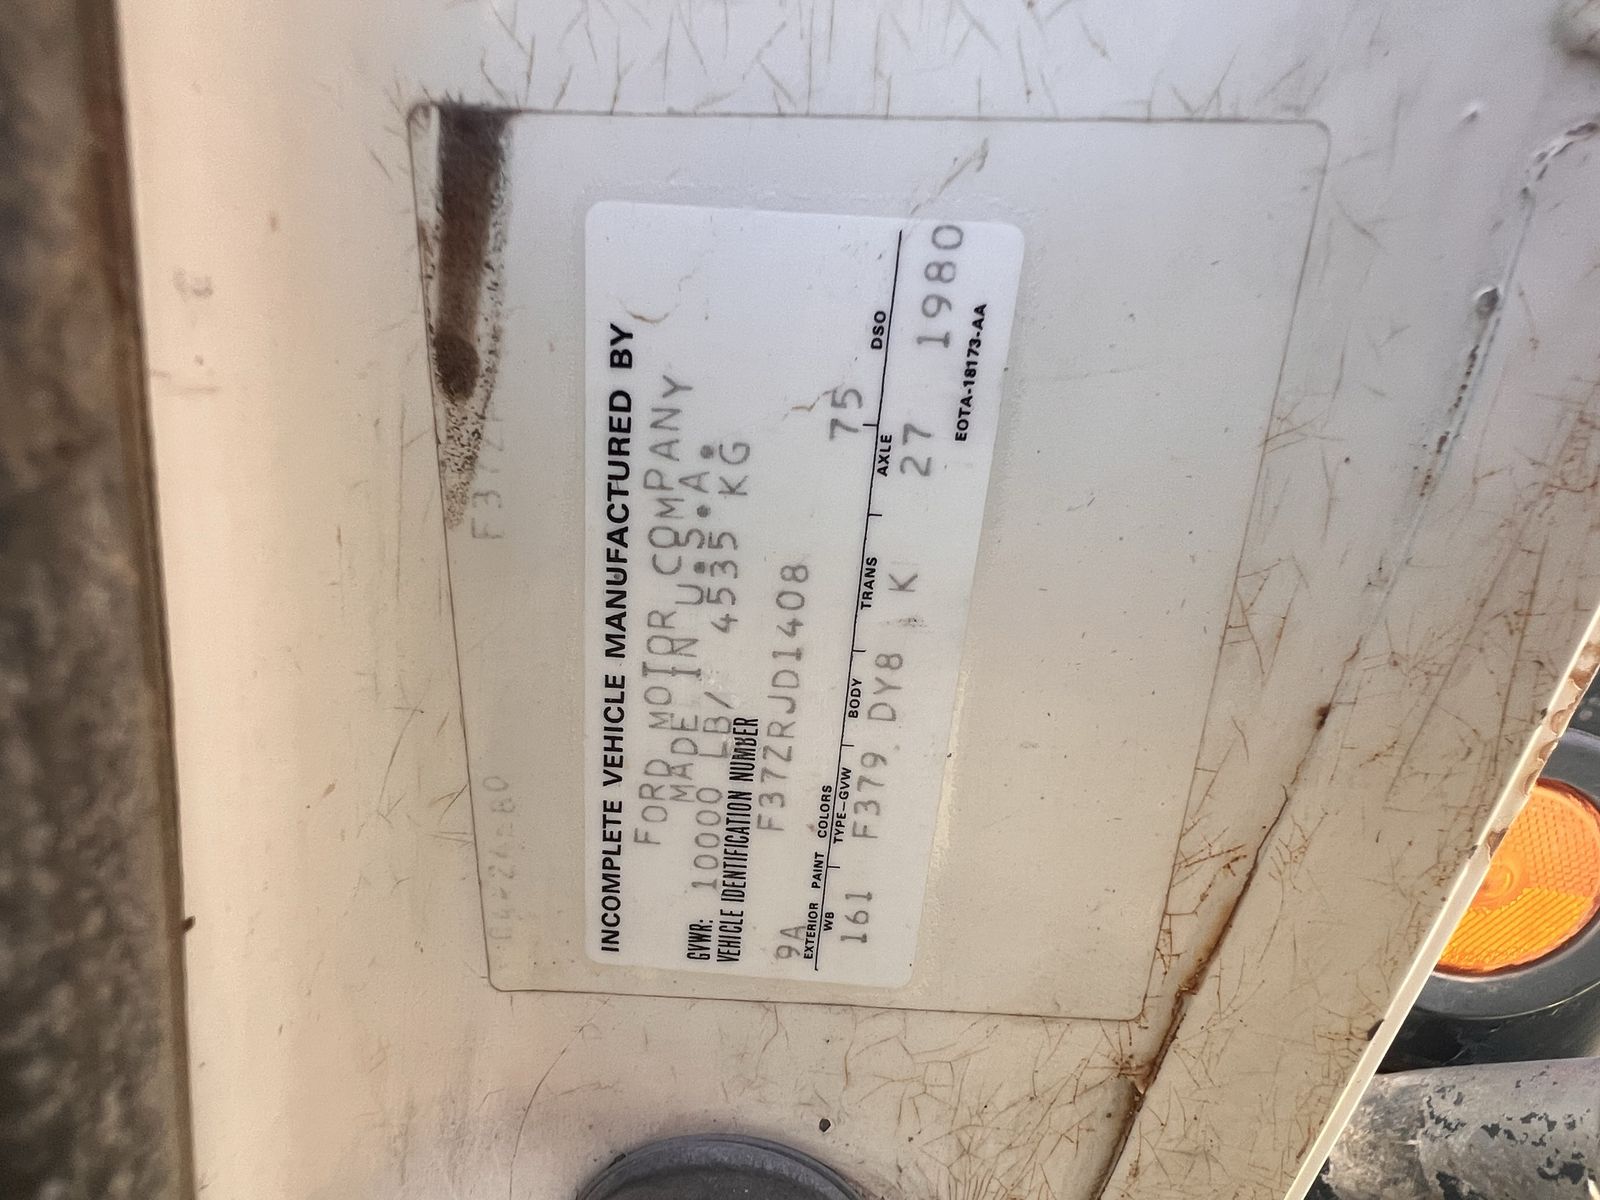 INCOMPLETE VEHICLE MANUFACTURED BY
FORD MOTOR COMPANY
MADE IN U.S.A.
GVWR: 10000 LB/ 4535 KG
VEHICLE IDENTIFICATION NUMBER
F37ZRJD1408
9A 75
EXTERIOR PAINT COLORS DSO
WB TYPE-GVW BODY TRANS AXLE
161 F379 DY8 K 27 1980
EOTA-18173-AA